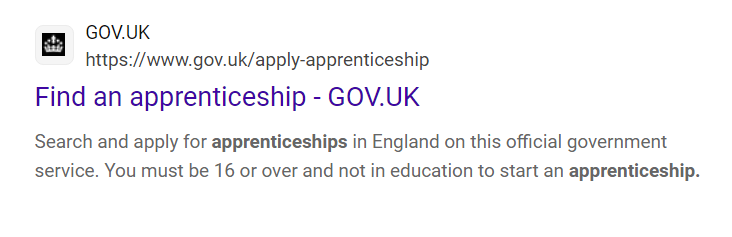 GOV.UK
https://www.gov.uk/apply-apprenticeship
Find an apprenticeship - GOV.UK
Search and apply for apprenticeships in England on this official government
service. You must be 16 or over and not in education to start an apprenticeship.